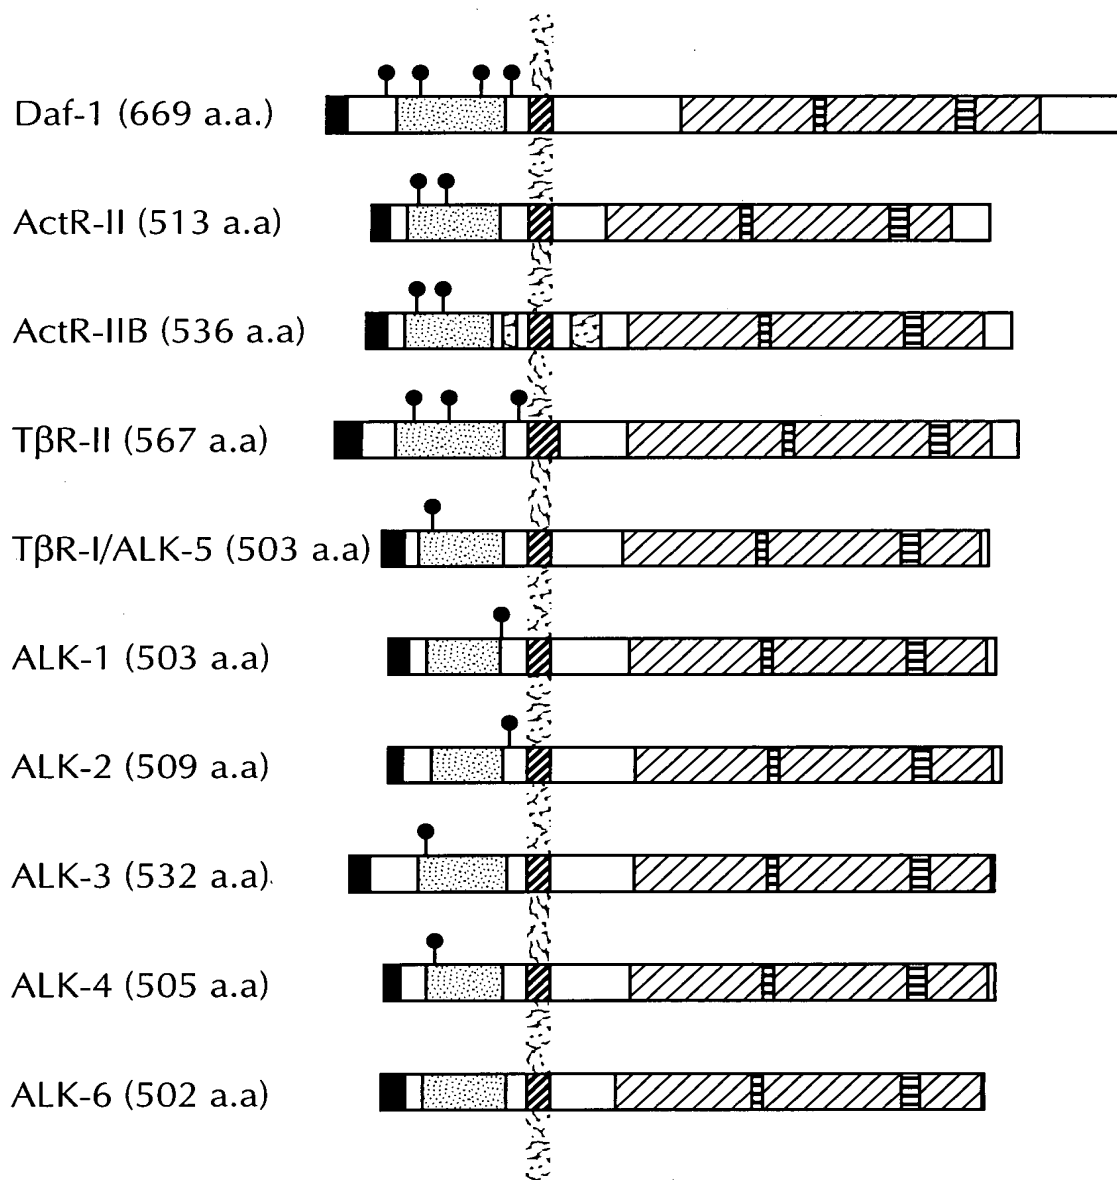 Daf-1 (669 a.a.)
ActR-II (513 a.a)
ActR-IIB (536 a.a)
TβR-II (567 a.a)
TβR-I/ALK-5 (503 a.a)
ALK-1 (503 a.a)
ALK-2 (509 a.a)
ALK-3 (532 a.a)
ALK-4 (505 a.a)
ALK-6 (502 a.a)